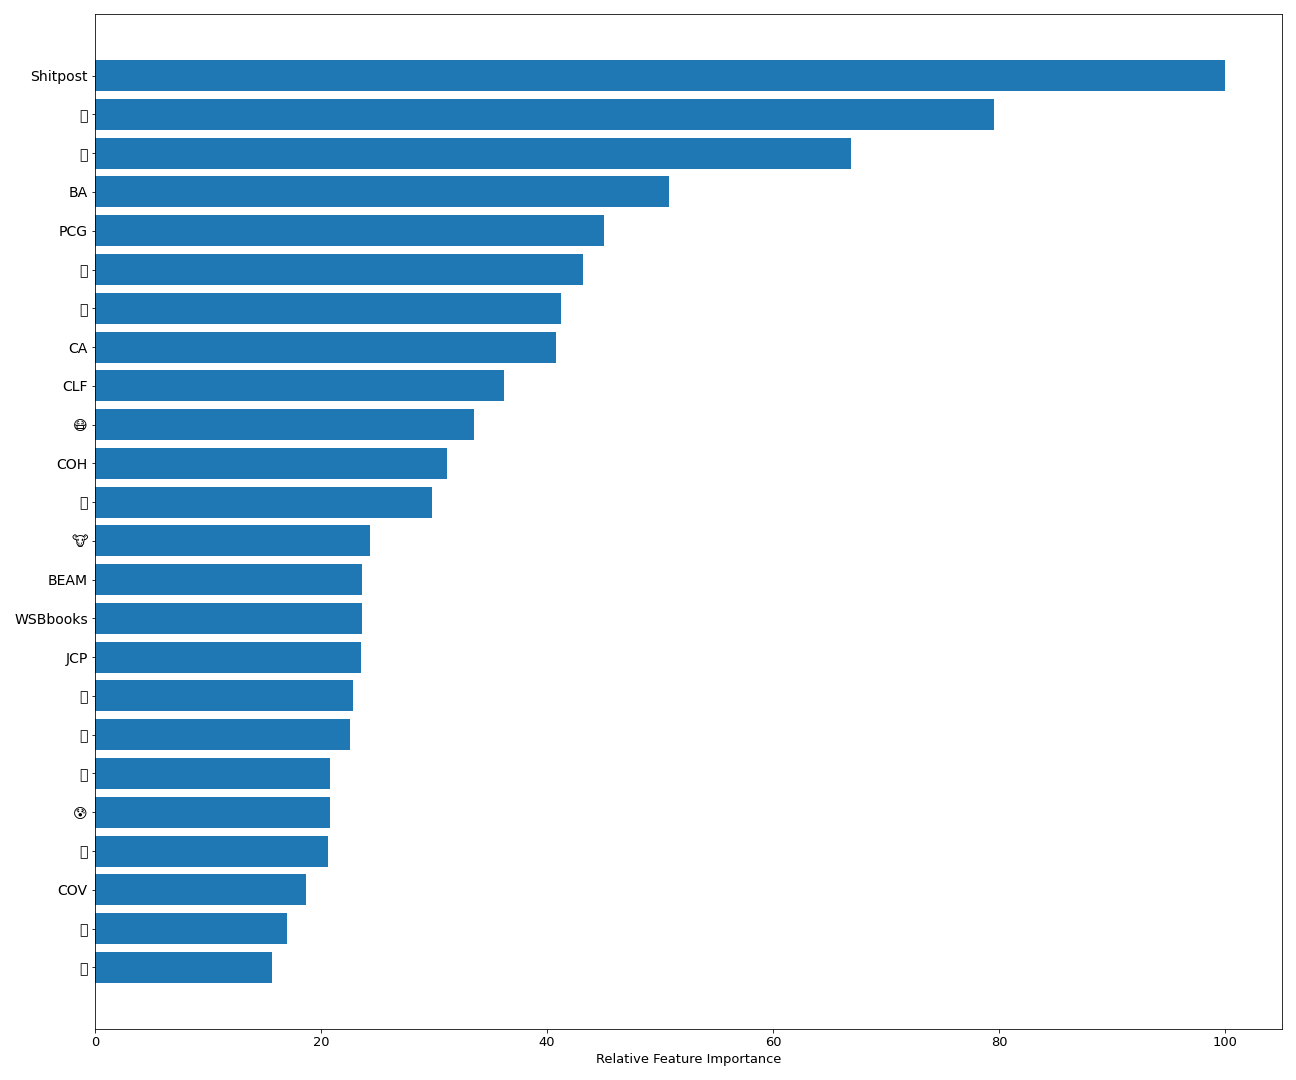 Shitpost
BA
PCG
CA
CLF
😷
COH
🐮
BEAM
WSBbooks
JCP
😰
COV
0 20 40 60 80 100
Relative Feature Importance